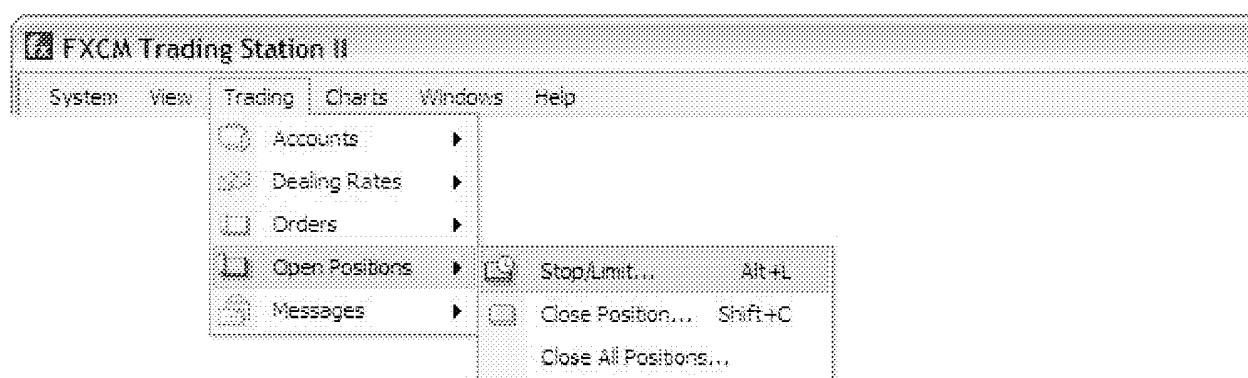 FXCM Trading Station II
System View Trading Charts Windows Help
Accounts
Dealing Rates
Orders
Open Positions
Messages
Stop/Limit... Alt+L
Close Position... Shift+C
Close All Positions...